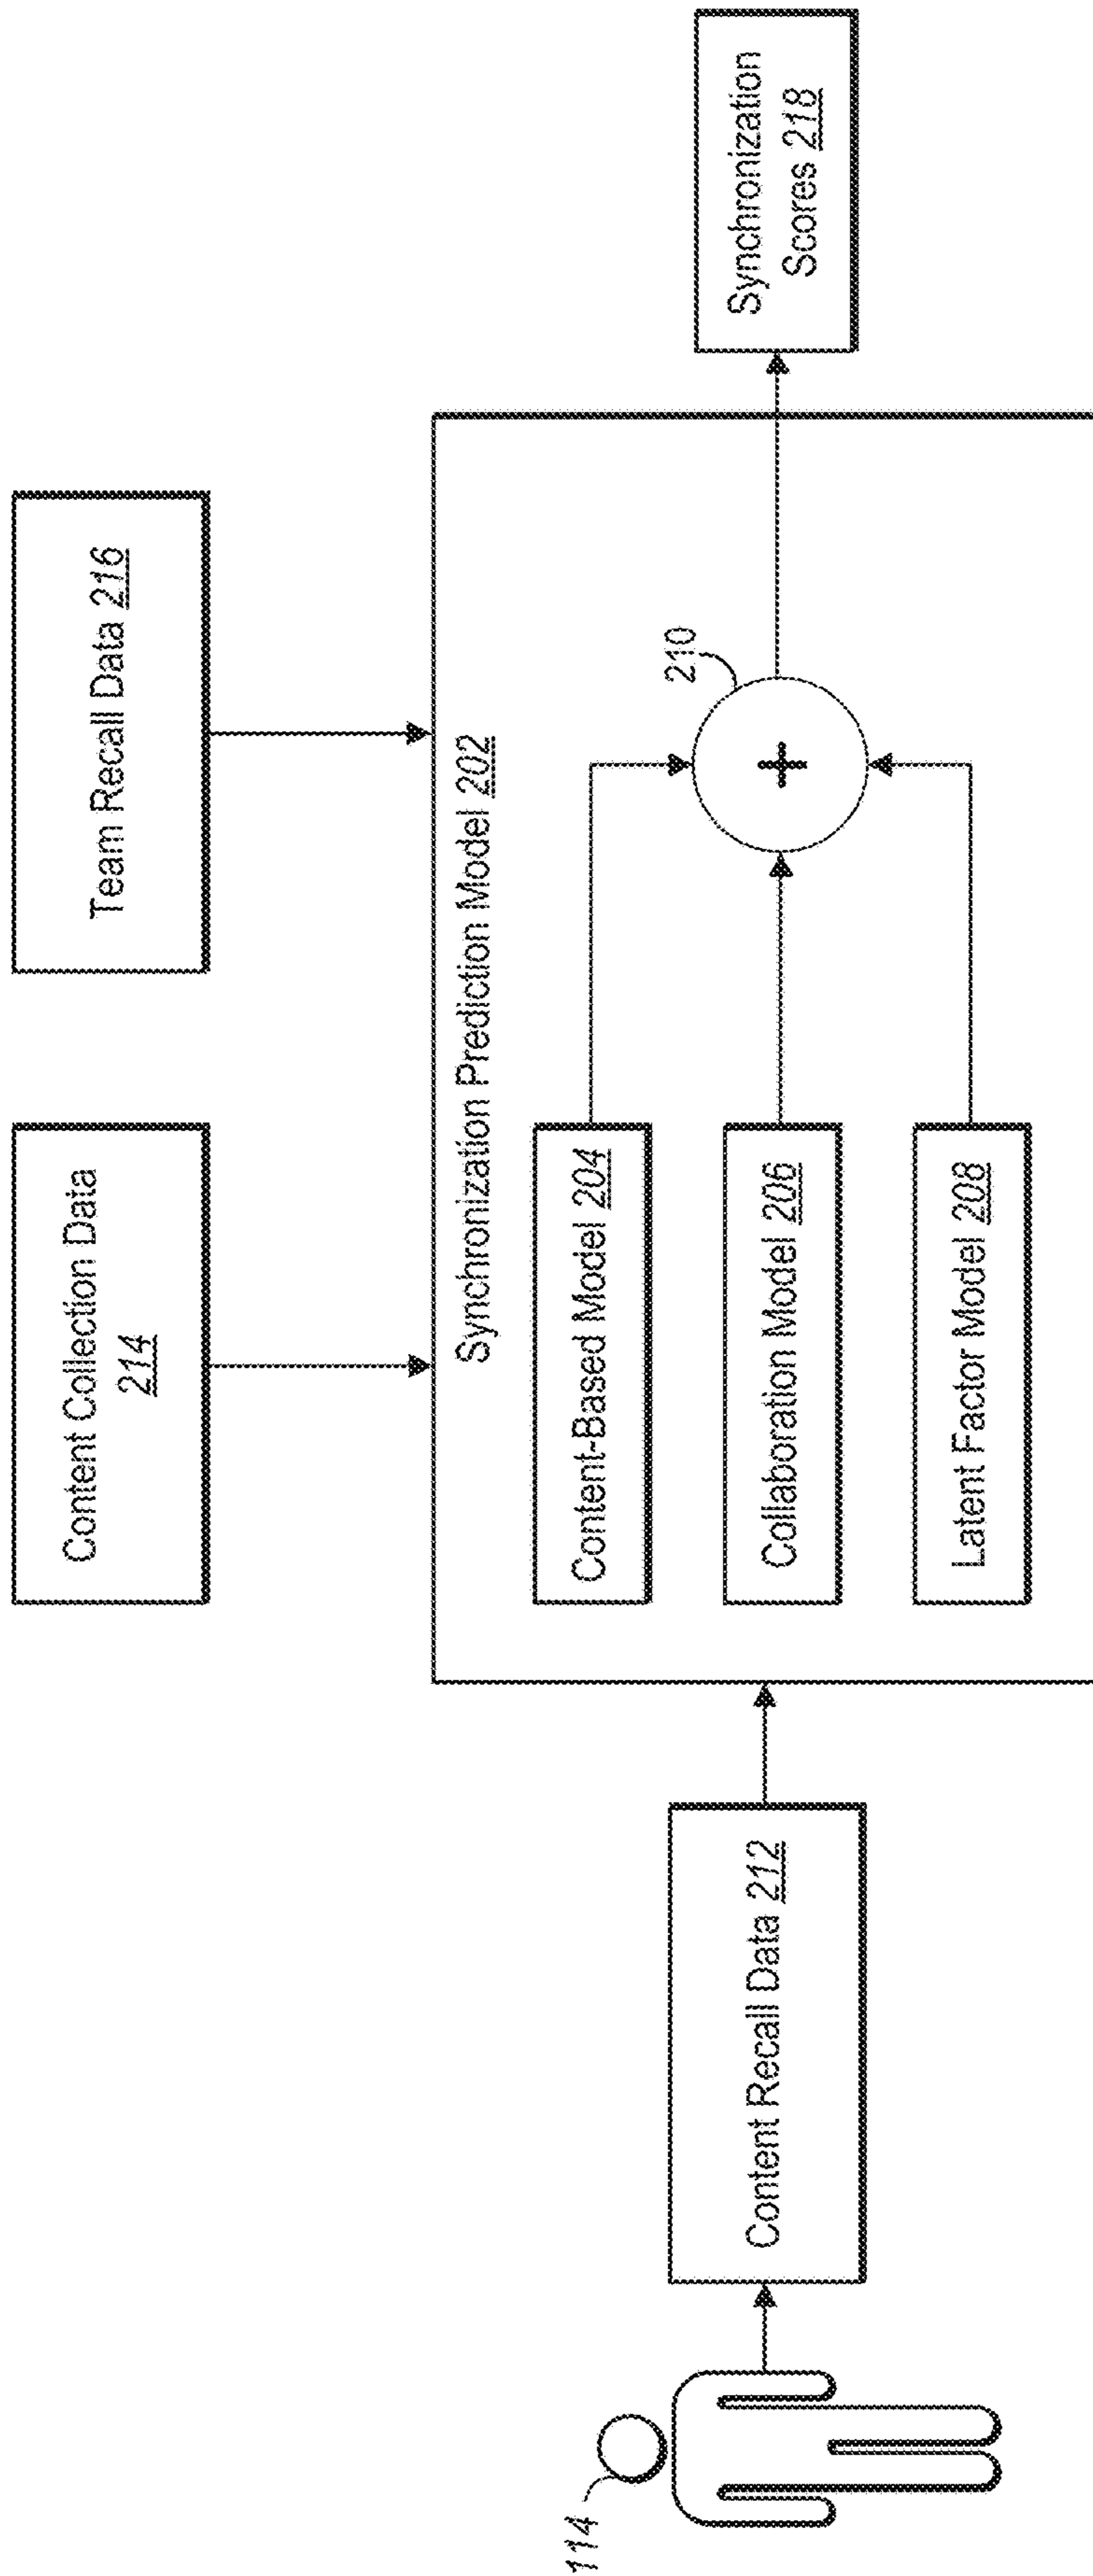 Content Collection Data
214
Team Recall Data 216
Synchronization Prediction Model 202
Content-Based Model 204
Collaboration Model 206
Latent Factor Model 208
210
+
Synchronization
Scores 218
114
Content Recall Data 212